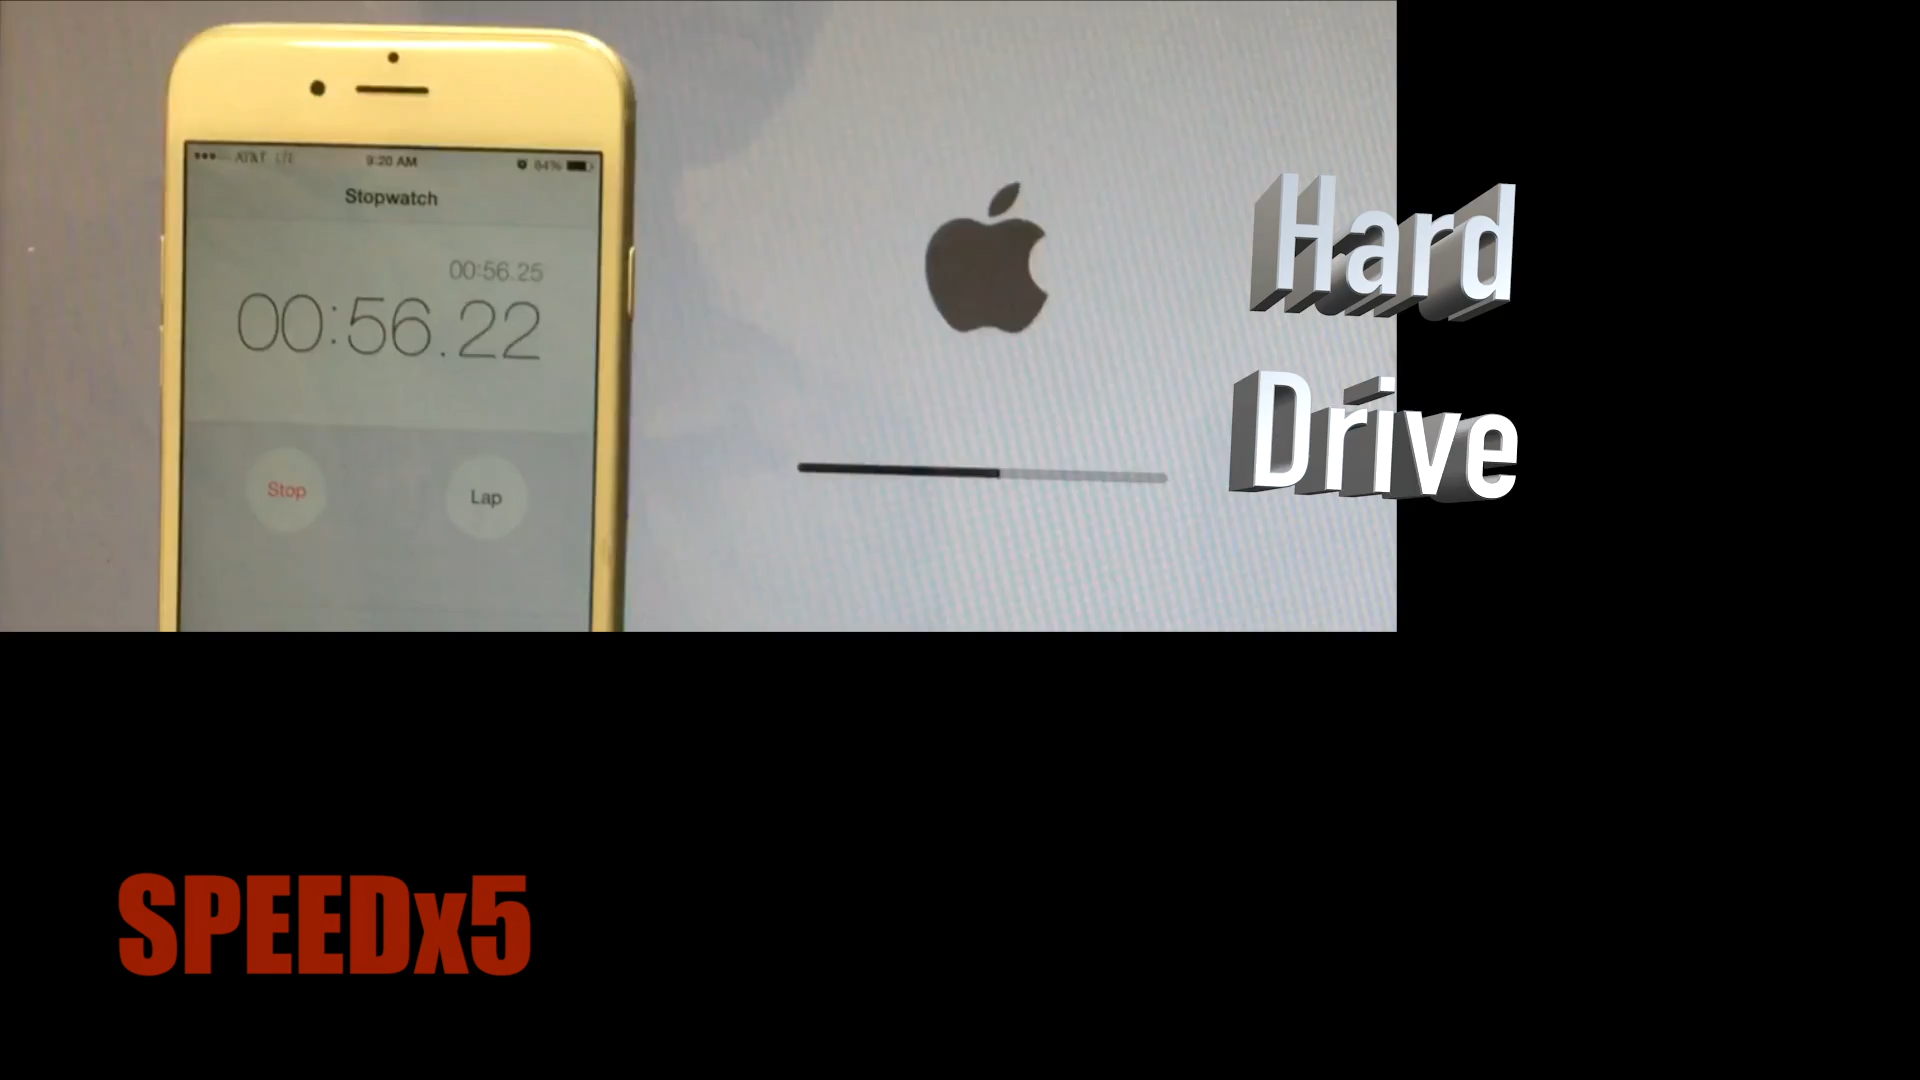 AT&T LTE 9:20 AM 84%
Stopwatch
00:56.25
00:56.22
Stop Lap
Hard
Drive
SPEEDx5